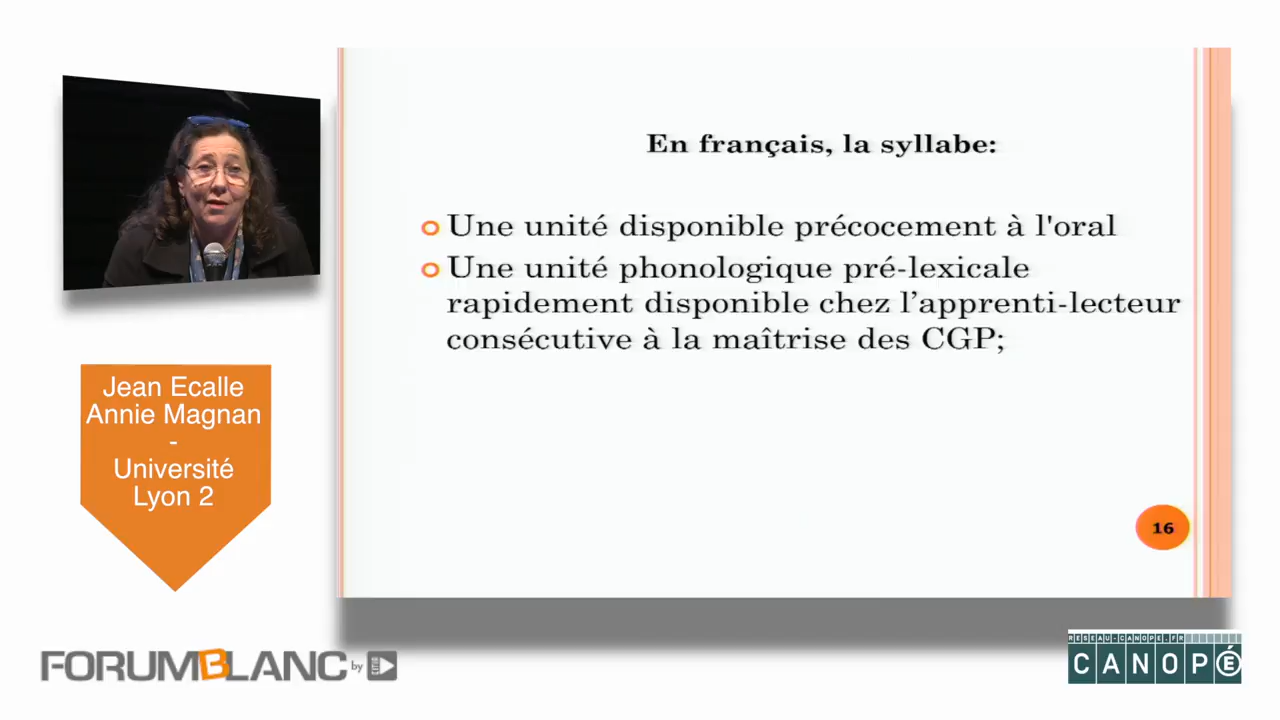 En français, la syllabe:
Une unité disponible précocement à l'oral
Une unité phonologique pré-lexicale
rapidement disponible chez l’apprenti-lecteur
consécutive à la maîtrise des CGP;
16
Jean Ecalle
Annie Magnan
-
Université
Lyon 2
FORUMBLANC by
RESEAU-CANOPE.FR
CANOPÉ